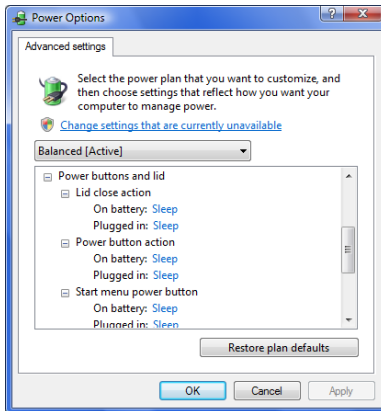 Power Options
Advanced settings
Select the power plan that you want to customize, and
then choose settings that reflect how you want your
computer to manage power.
Change settings that are currently unavailable
Balanced [Active]
Power buttons and lid
Lid close action
On battery: Sleep
Plugged in: Sleep
Power button action
On battery: Sleep
Plugged in: Sleep
Start menu power button
On battery: Sleep
Plugged in: Sleep
Restore plan defaults
OK Cancel Apply